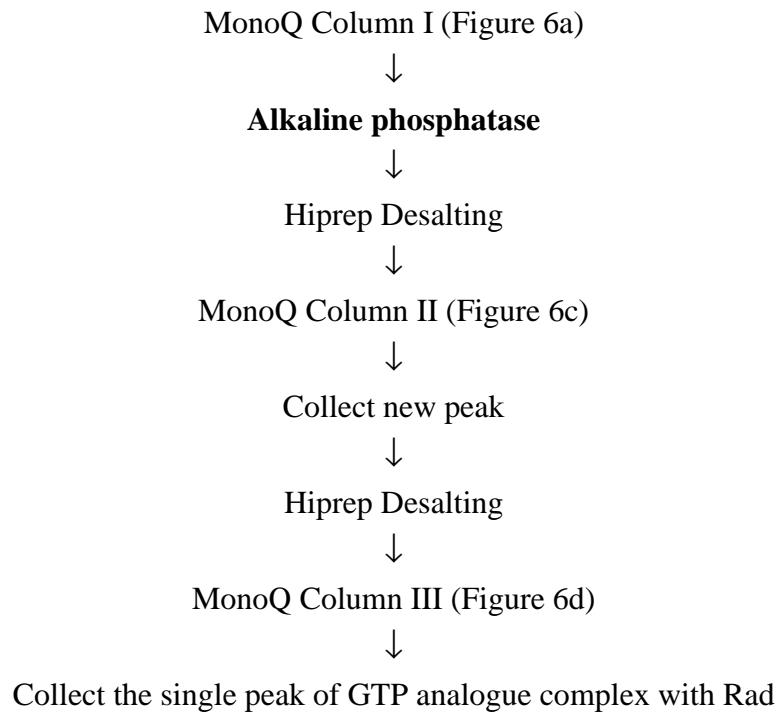 MonoQ Column I (Figure 6a)
↓
Alkaline phosphatase
↓
Hiprep Desalting
↓
MonoQ Column II (Figure 6c)
↓
Collect new peak
↓
Hiprep Desalting
↓
MonoQ Column III (Figure 6d)
↓
Collect the single peak of GTP analogue complex with Rad